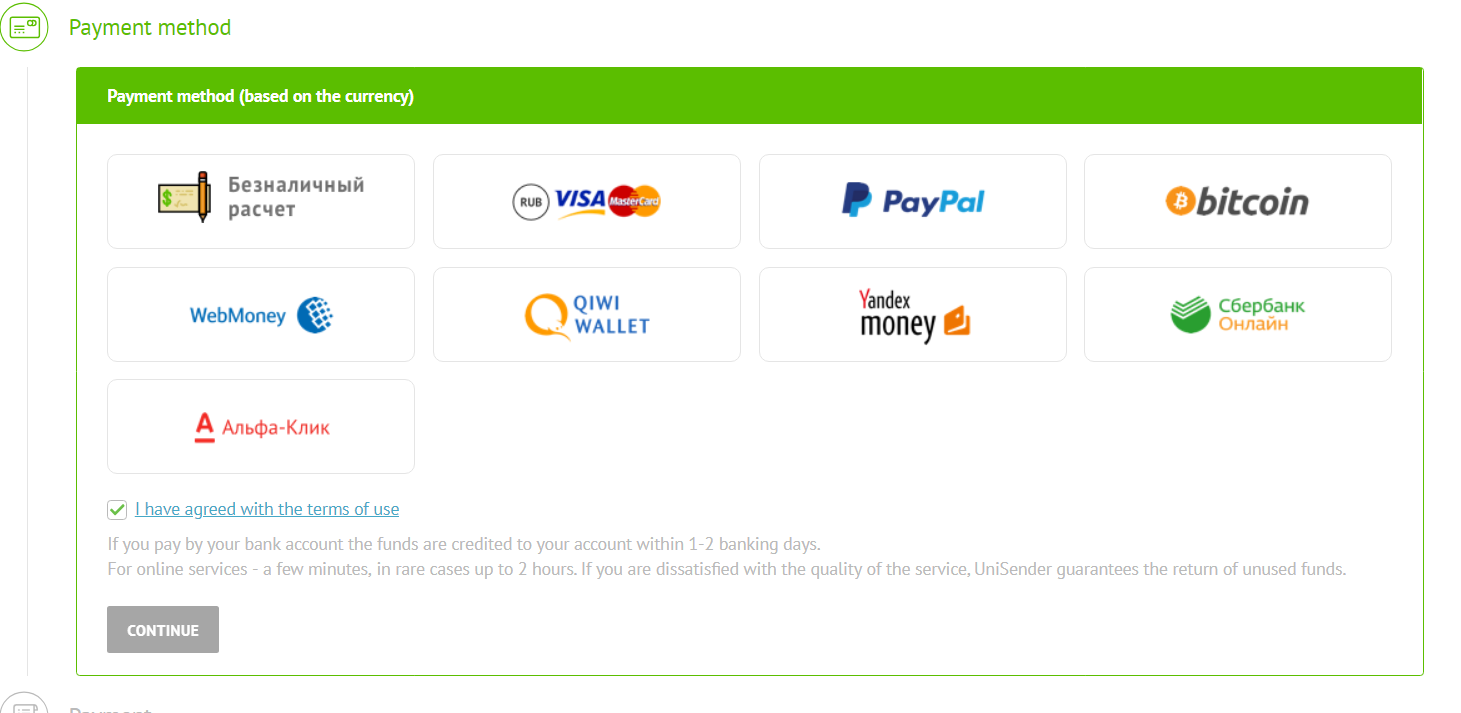 Payment method
Payment method (based on the currency)
Безналичный
расчет
RUB VISA MasterCard
PayPal
bitcoin
WebMoney
QIWI
WALLET
Yandex
money
Сбербанк
Онлайн
Альфа-Клик
I have agreed with the terms of use
If you pay by your bank account the funds are credited to your account within 1-2 banking days.
For online services - a few minutes, in rare cases up to 2 hours. If you are dissatisfied with the quality of the service, UniSender guarantees the return of unused funds.
CONTINUE
Payment